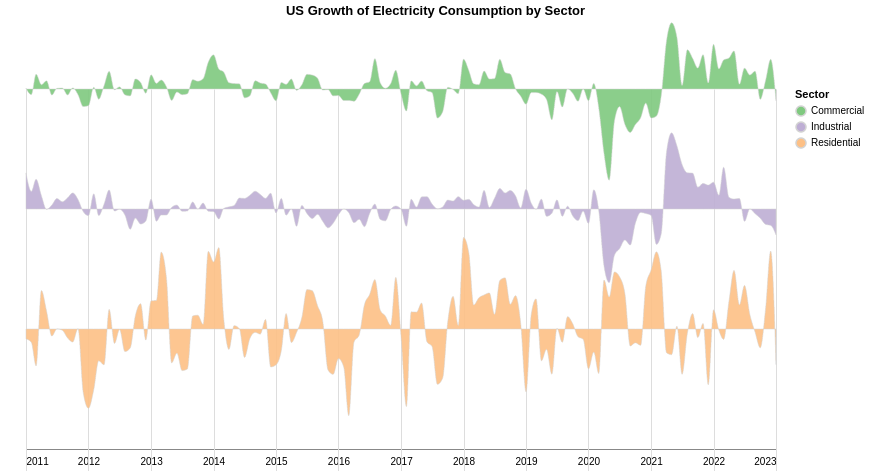 US Growth of Electricity Consumption by Sector
Sector
Commercial
Industrial
Residential
2011 2012 2013 2014 2015 2016 2017 2018 2019 2020 2021 2022 2023